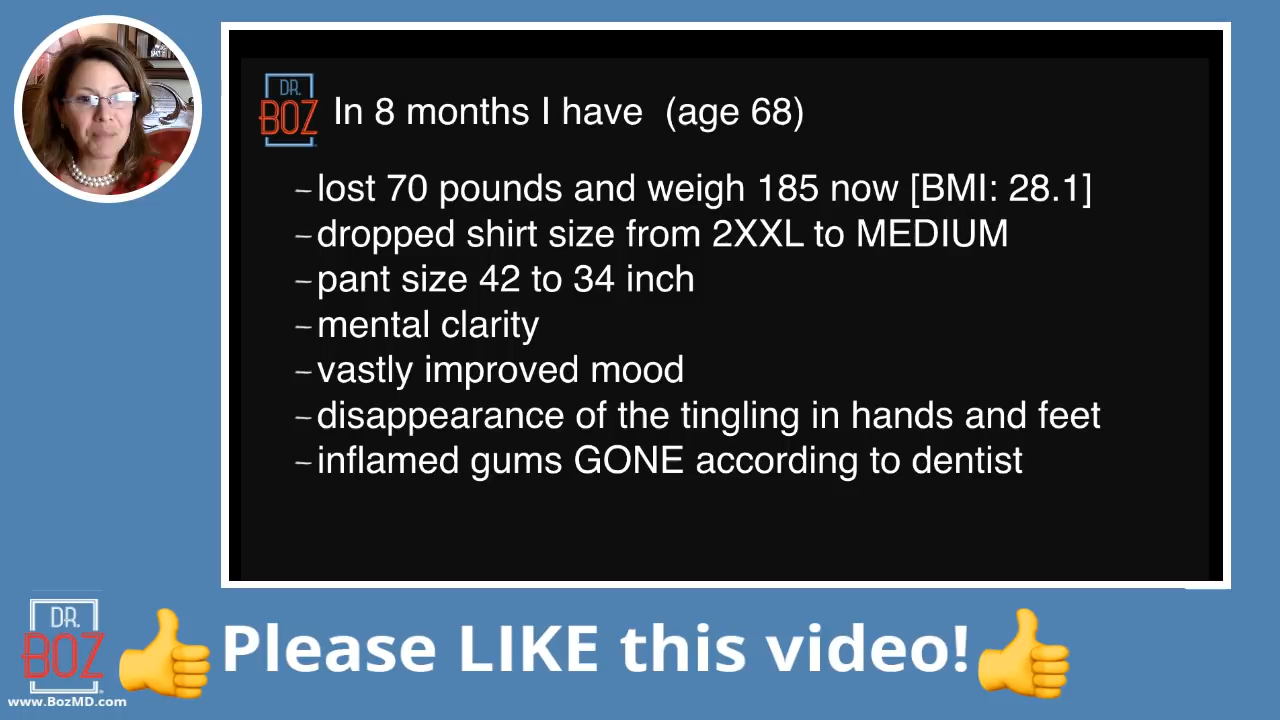 DR.
BOZ
In 8 months I have (age 68)
–lost 70 pounds and weigh 185 now [BMI: 28.1]
–dropped shirt size from 2XXL to MEDIUM
–pant size 42 to 34 inch
–mental clarity
–vastly improved mood
–disappearance of the tingling in hands and feet
–inflamed gums GONE according to dentist
DR.
BOZ
Please LIKE this video!
www.BozMD.com